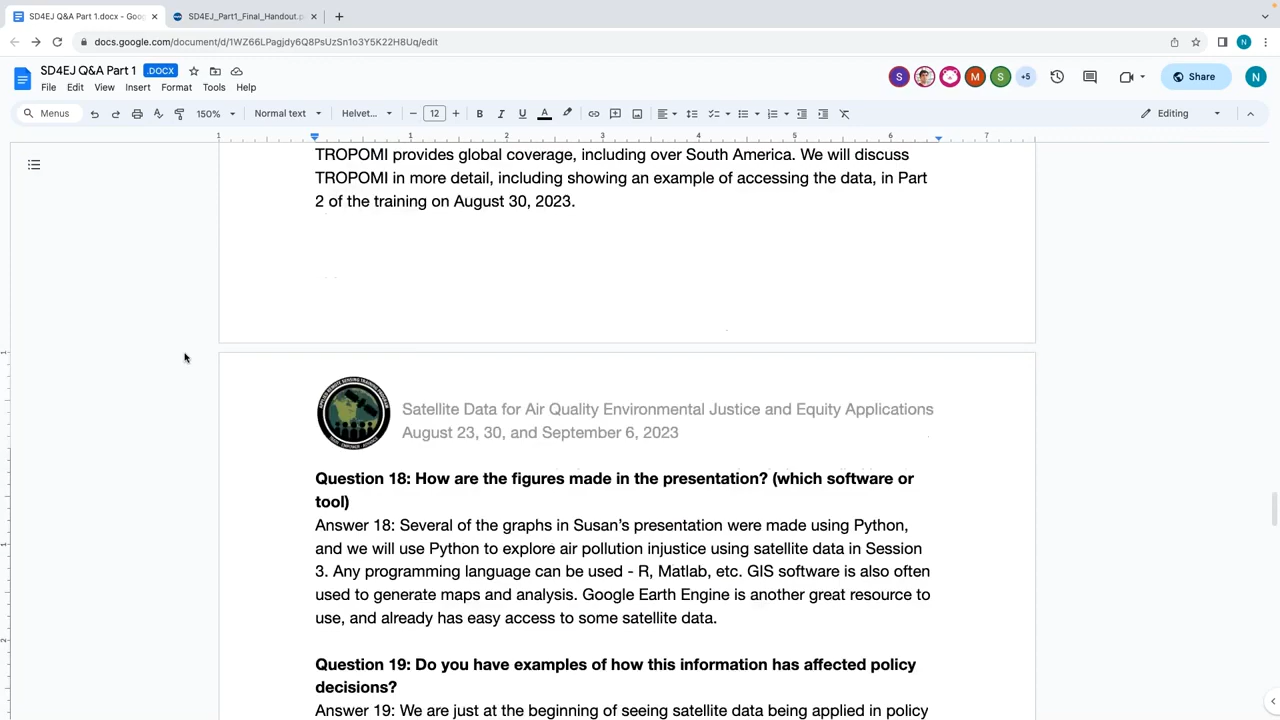 SD4EJ Q&A Part 1.docx - Goog
SD4EJ_Part1_Final_Handout.p
docs.google.com/document/d/1WZ66LPagjdy6Q8PsUzSn1o3Y5K22H8Uq/edit
N
SD4EJ Q&A Part 1 .DOCX
File Edit View Insert Format Tools Help
S M S +5 Share N
Menus 150% Normal text Helvet... 12 B I U A Editing
1 1 2 3 4 5 6 7
TROPOMI provides global coverage, including over South America. We will discuss
TROPOMI in more detail, including showing an example of accessing the data, in Part
2 of the training on August 30, 2023.
Satellite Data for Air Quality Environmental Justice and Equity Applications
August 23, 30, and September 6, 2023
Question 18: How are the figures made in the presentation? (which software or
tool)
Answer 18: Several of the graphs in Susan's presentation were made using Python,
and we will use Python to explore air pollution injustice using satellite data in Session
3. Any programming language can be used - R, Matlab, etc. GIS software is also often
used to generate maps and analysis. Google Earth Engine is another great resource to
use, and already has easy access to some satellite data.
Question 19: Do you have examples of how this information has affected policy
decisions?
Answer 19: We are just at the beginning of seeing satellite data being applied in policy